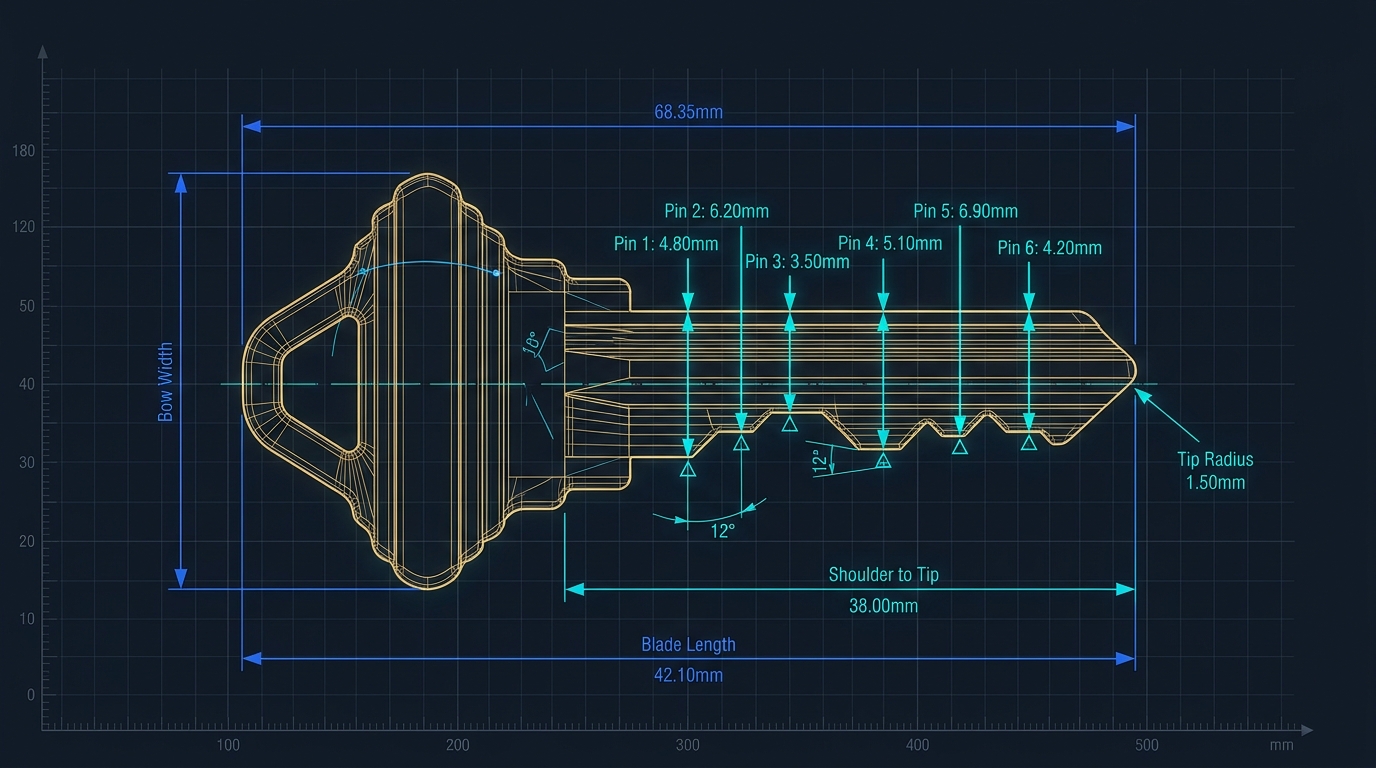 68.35mm
180
Pin 2: 6.20mm
Pin 5: 6.90mm
120
Pin 1: 4.80mm
Pin 4: 5.10mm
Pin 6: 4.20mm
Pin 3: 3.50mm
50
10°
Bow Width
40
30
12°
Tip Radius
1.50mm
12°
20
Shoulder to Tip
38.00mm
10
Blade Length
42.10mm
0
100
200
300
400
500
mm